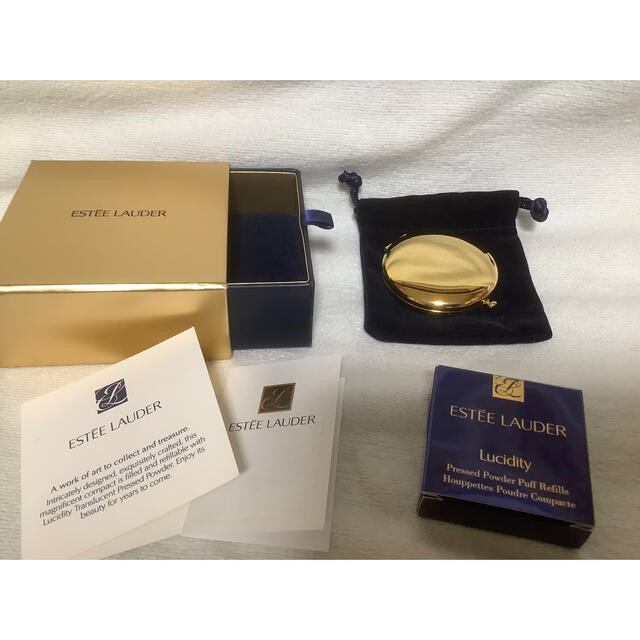 ESTĒE LAUDER
ESTĒE LAUDER
A work of art to collect and treasure.
Intricately designed, exquisitely crafted, this
magnificent compact is filled and refillable with
Lucidity Translucent Pressed Powder. Enjoy its
beauty for years to come.
ESTĒE LAUDER
ESTĒE LAUDER
Lucidity
Pressed Powder Puff Refills
Houppettes Poudre Compacte